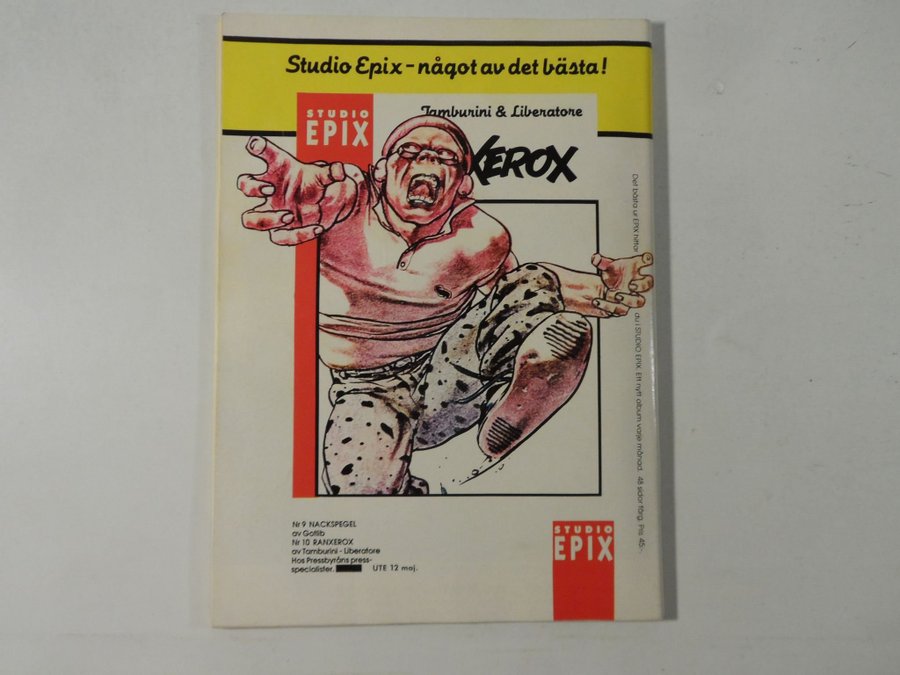 Studio Epix - något av det bästa!
STUDIO
EPIX
Tamburini & Liberatore
XEROX
Det bästa ur EPIX hittar
du i STUDIO EPIX. Ett nytt album varje månad. 48 sidor färg. Pris 45:-
Nr 9 NACKSPEGEL
av Gotlib
Nr 10 RANXEROX
av Tamburini - Liberatore
Hos Pressbyråns press-
specialister. UTE 12 maj.
STUDIO
EPIX